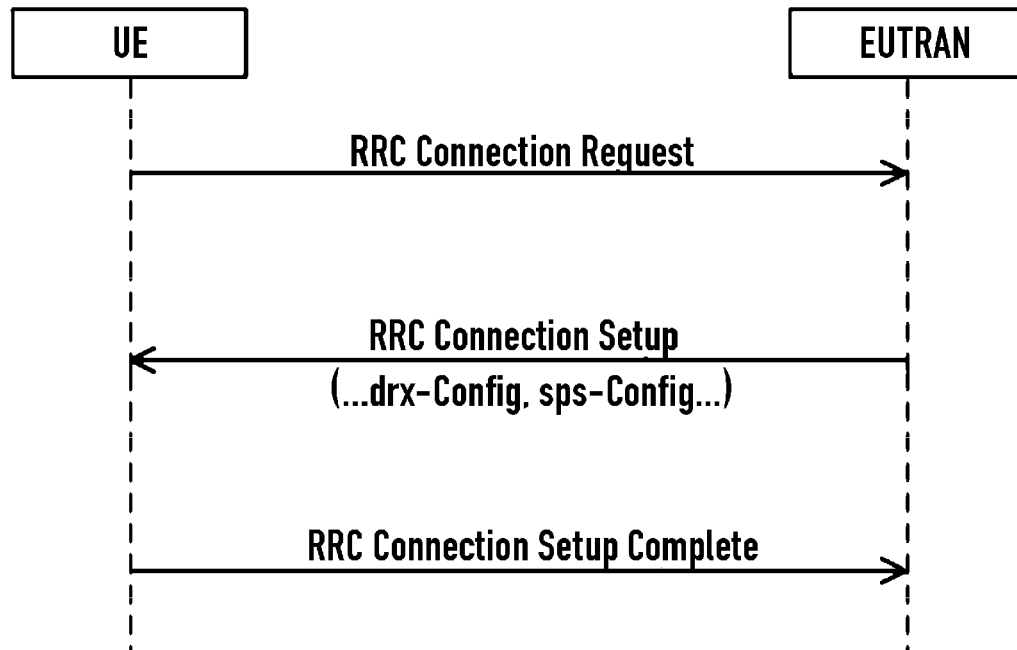 UE
EUTRAN
RRC Connection Request
RRC Connection Setup
(...drx-Config, sps-Config...)
RRC Connection Setup Complete